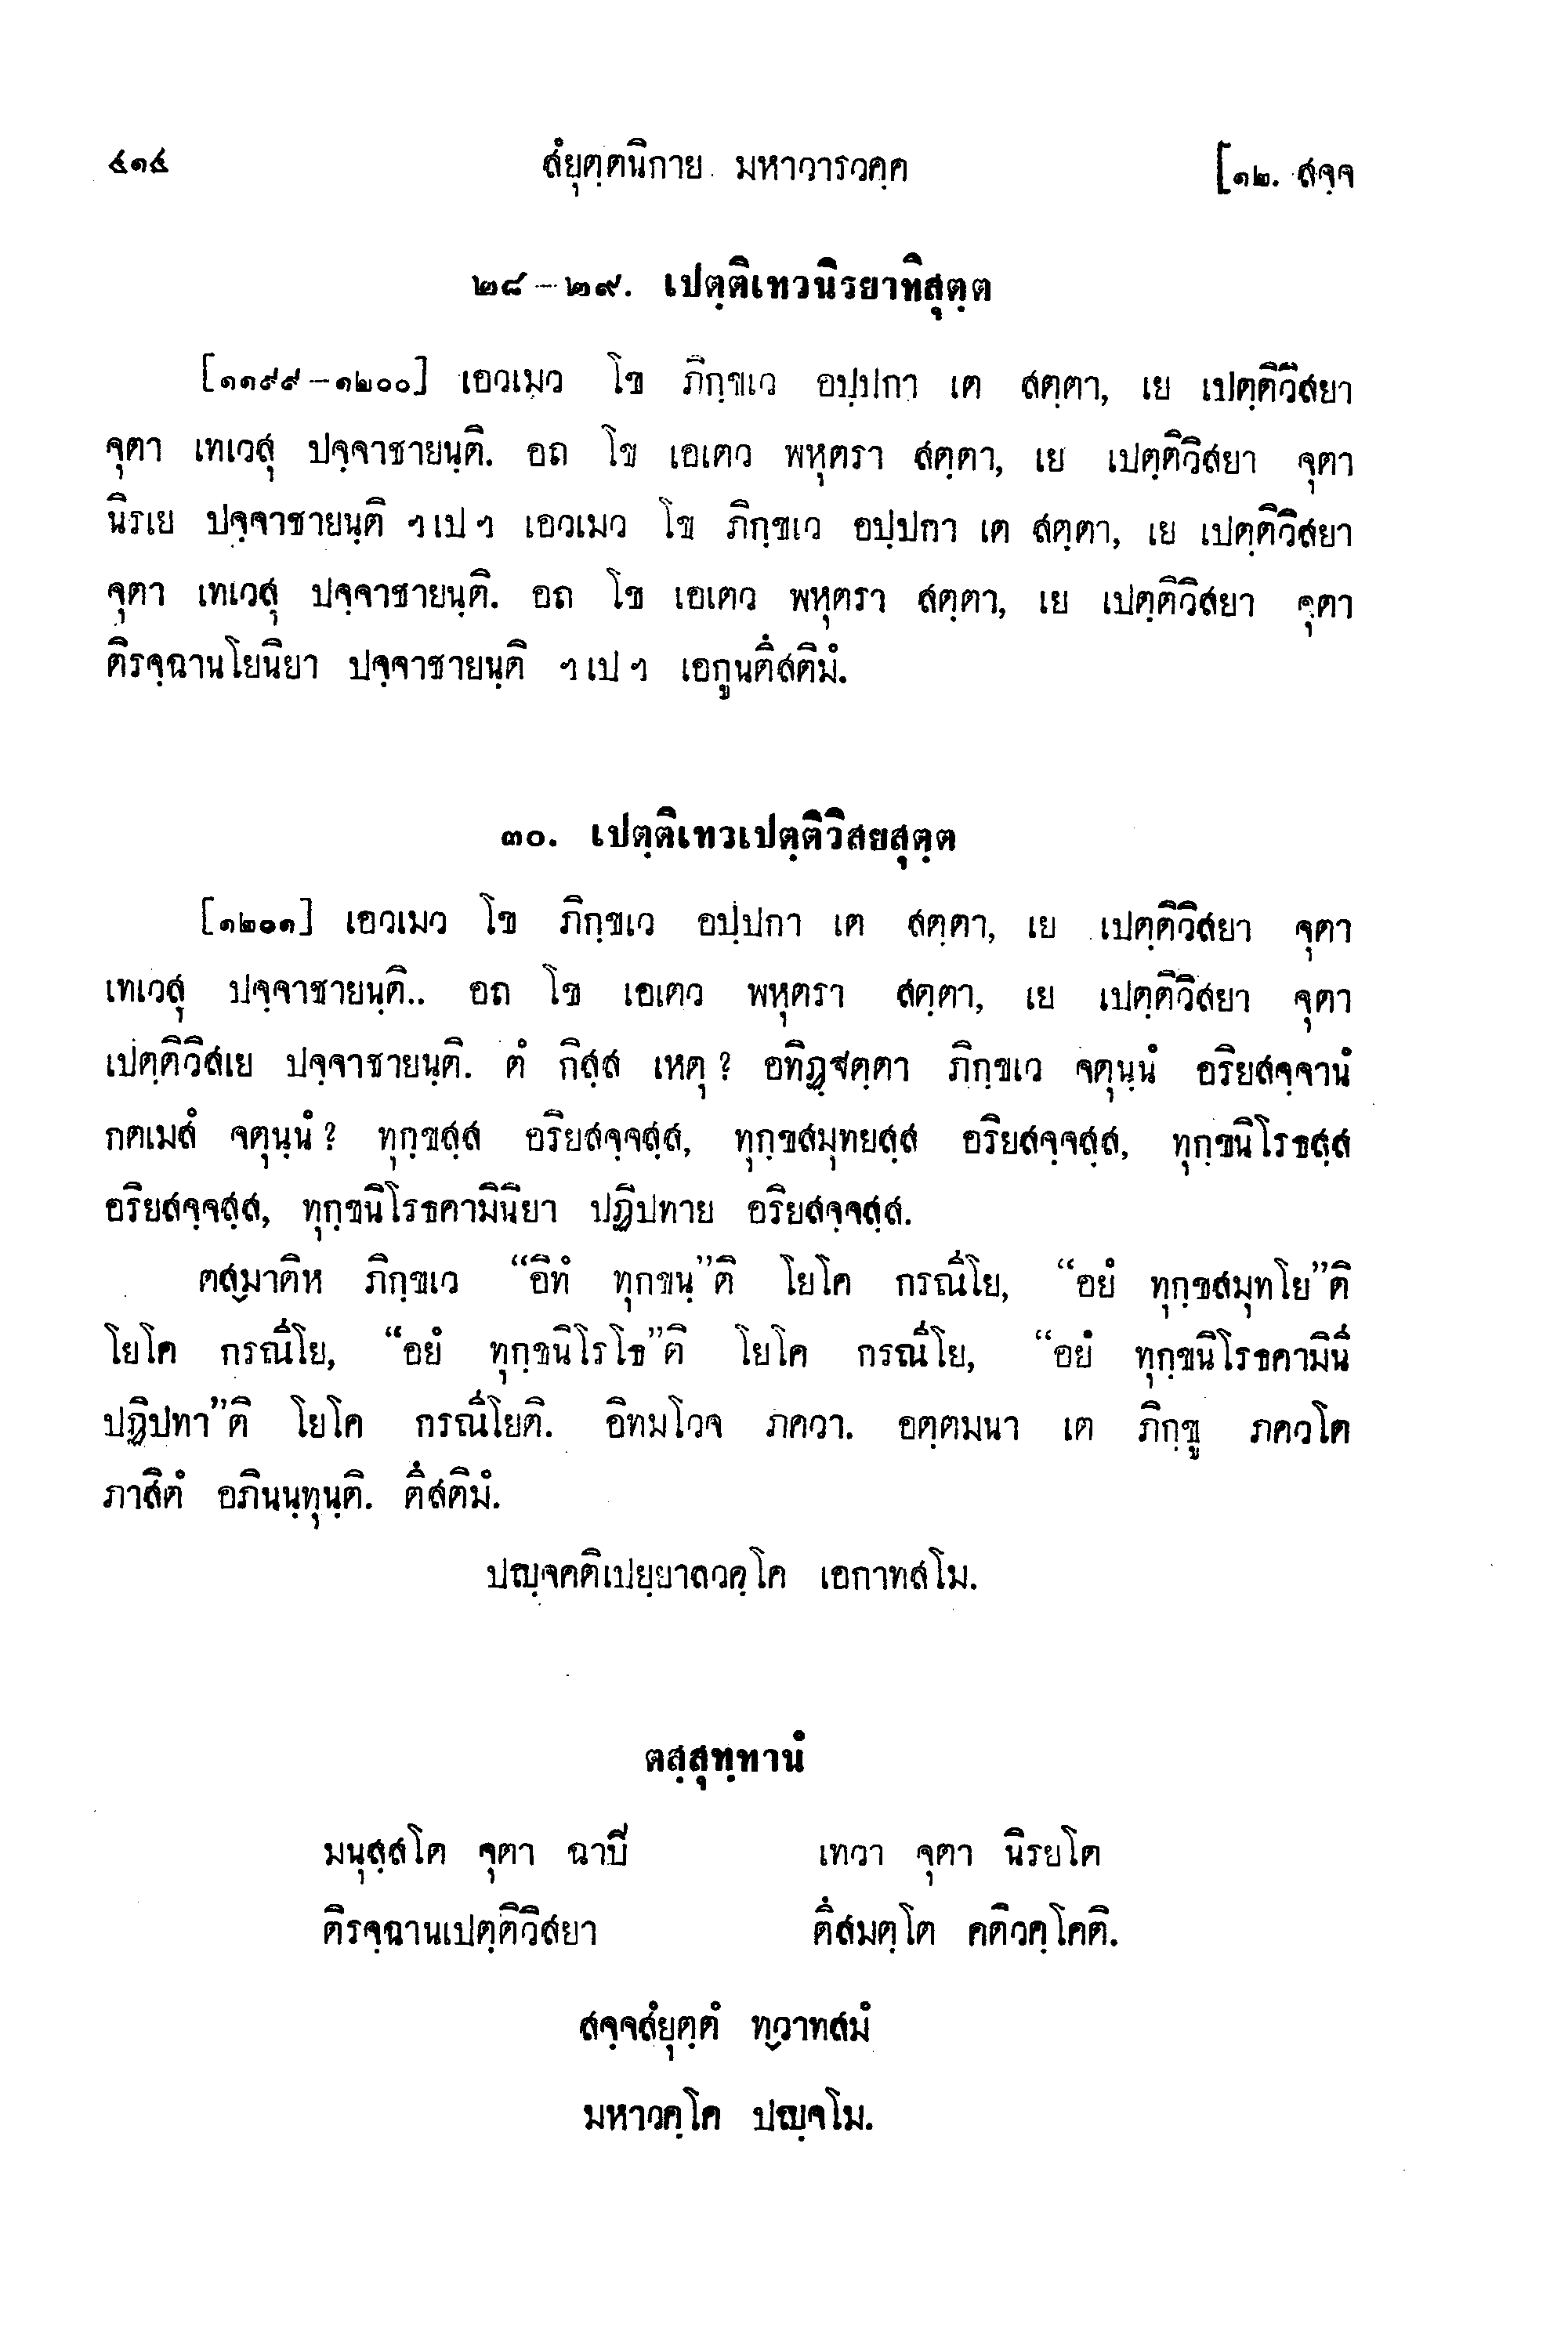 ๔๑๔ สํยุตฺตนิกาย มหาวารวคฺค [๑๒. สจฺจ
๒๘-๒๙. เปตฺติเทวนิรยาทิสุตฺต
[๑๑๙๙-๑๒๐๐] เอวเมว โข ภิกฺขเว อปฺปกา เต สตฺตา, เย เปตฺติวิสยา
จุตา เทเวสุ ปจฺจาชายนฺติ. อถ โข เอเตว พหุตรา สตฺตา, เย เปตฺติวิสยา จุตา
นิรเย ปจฺจาชายนฺติ ฯเปฯ เอวเมว โข ภิกฺขเว อปฺปกา เต สตฺตา, เย เปตฺติวิสยา
จุตา เทเวสุ ปจฺจาชายนฺติ. อถ โข เอเตว พหุตรา สตฺตา, เย เปตฺติวิสยา จุตา
ติรจฺฉานโยนิยา ปจฺจาชายนฺติ ฯเปฯ เอกูนตึสติมํ.
๓๐. เปตฺติเทวเปตฺติวิสยสุตฺต
[๑๒๐๑] เอวเมว โข ภิกฺขเว อปฺปกา เต สตฺตา, เย เปตฺติวิสยา จุตา
เทเวสุ ปจฺจาชายนฺติ.. อถ โข เอเตว พหุตรา สตฺตา, เย เปตฺติวิสยา จุตา
เปตฺติวิสเย ปจฺจาชายนฺติ. ตํ กิสฺส เหตุ? อทิฏฺฐตฺตา ภิกฺขเว จตุนฺนํ อริยสจฺจานํ
กตเมสํ จตุนฺนํ? ทุกฺขสฺส อริยสจฺจสฺส, ทุกฺขสมุทยสฺส อริยสจฺจสฺส, ทุกฺขนิโรธสฺส
อริยสจฺจสฺส, ทุกฺขนิโรธคามินิยา ปฏิปทาย อริยสจฺจสฺส.
ตสฺมาติห ภิกฺขเว “อิทํ ทุกขนฺ”ติ โยโค กรณีโย, “อยํ ทุกฺขสมุทโย”ติ
โยโค กรณีโย, “อยํ ทุกฺขนิโรโธ”ติ โยโค กรณีโย, “อยํ ทุกฺขนิโรธคามินี
ปฏิปทา”ติ โยโค กรณีโยติ. อิทมโวจ ภควา. อตฺตมนา เต ภิกฺขู ภควโต
ภาสิตํ อภินนฺทุนฺติ. ตึสติมํ.
ปญฺจคติเปยฺยาลวคฺโค เอกาทสโม.
ตสฺสุทฺทานํ
มนุสฺสโต จุตา ฉาปิ เทวา จุตา นิรยโต
ติรจฺฉานเปตฺติวิสยา ตึสมตฺโต คติวคฺโคติ.
สจฺจสํยุตฺตํ ทฺวาทสมํ
มหาวคฺโค ปญฺจโม.